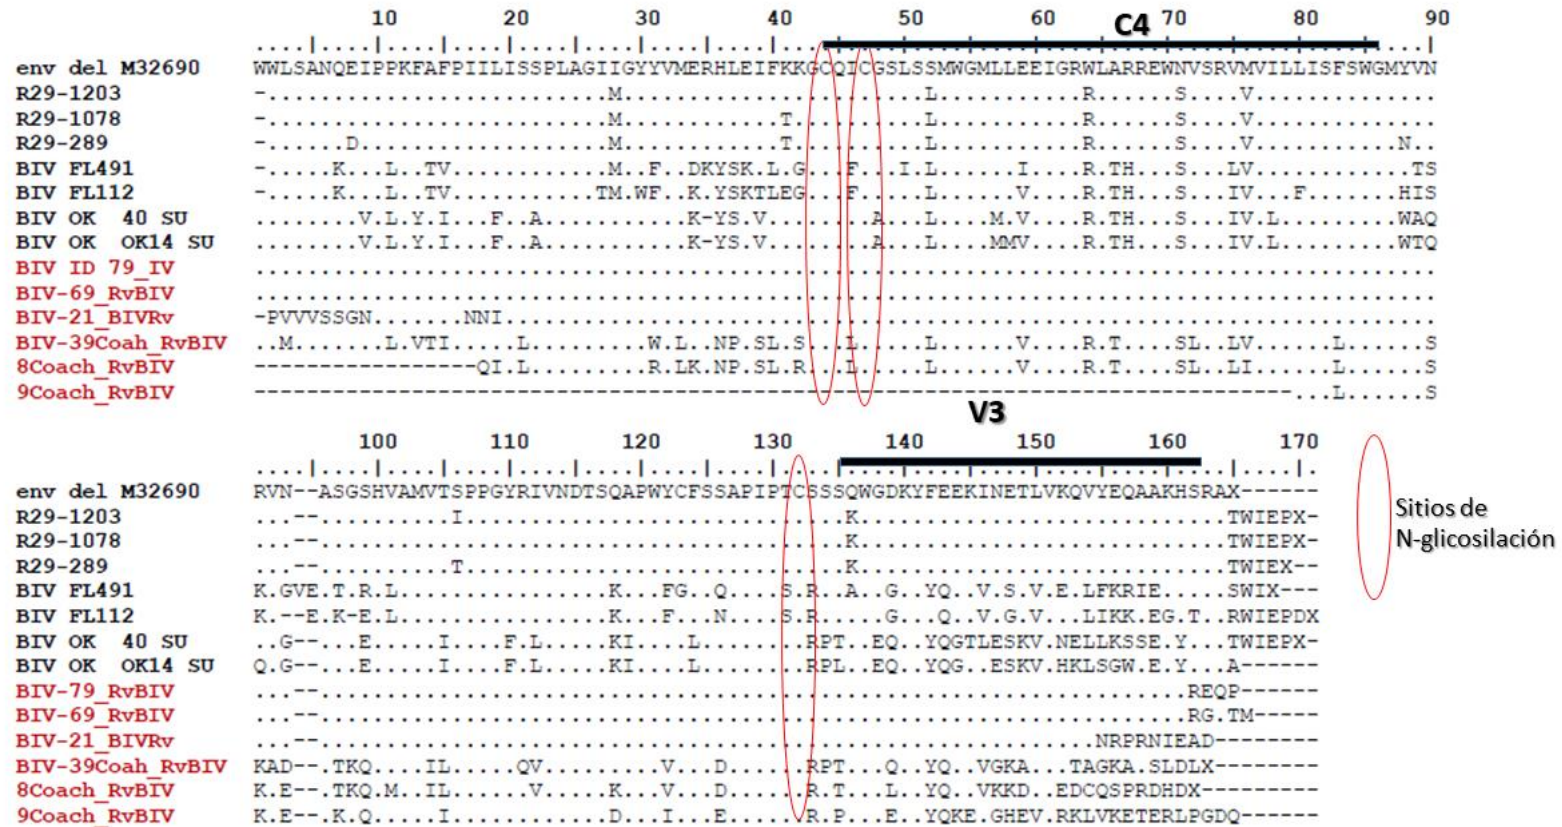 10 20 30 40 50 60 70 80 90
C4
env del M32690 WWLSANQEIPPKFAFPIILISSPLAGIIGYYVMERHLEIFKKGCQICGSLSSMWGMLLEEIGRWLARREWNVSRVMVILLISFSWGMYVN
R29-1203 -..........................M.......................L...........R......S....V..............
R29-1078 -..........................M............T..........L...........R......S....V..............
R29-289 -......D...................M............T..........L...........R......S....V...........N..
BIV FL491 -.....K...L..TV............M..F..DKYSK.L.G...F...I.L......I....R.TH...S...LV............TS
BIV FL112 -.....K...L..TV...........TM.WF..K.YSKTLEG...F.....L......V....R.TH...S...IV...F.......HIS
BIV OK 40 SU ........V.L.Y.I...F..A...........K-YS.V........A...L....M.V....R.TH...S...IV.L.........WAQ
BIV OK OK14 SU ........V.L.Y.I...F..A...........K-YS.V........A...L....MMV....R.TH...S...IV.L.........WTQ
BIV ID 79_IV ..........................................................................................
BIV-69_RvBIV ..........................................................................................
BIV-21_BIVRv -PVVVSSGN.......NNI.......................................................................
BIV-39Coah_RvBIV ..M.......L.VTI.....L.........W.L..NP.SL.S...L.....L......V....R.T....SL..LV......L......S
8Coach_RvBIV -----------------QI.L.........R.LK.NP.SL.R...L.....L......V....R.T....SL..LI......L......S
9Coach_RvBIV -------------------------------------------------------------------------------...L......S
V3
100 110 120 130 140 150 160 170
env del M32690 RVN--ASGSHVAMVTSPPGYRIVNDTSQAPWYCFSSAPIPTCSSSQWGDKYFEEKINETLVKQVYEQAAKHSRAX------
R29-1203 ...--..........I.............................K............................TWIEPX-
R29-1078 ...--........................................K............................TWIEPX-
R29-289 ...--..........T.............................K............................TWIEX--
BIV FL491 K.GVE.T.R.L................K...FG..Q....S.R..A..G..YQ..V.S.V.E.LFKRIE.....SWIX---
BIV FL112 K.--E.K-E.L................K...F...N....S.R.....G..YQ..V.G.V...LIKK.EG.T..RWIEPDX
BIV OK 40 SU ..G--...E.....I....F.L.....KI....L........RPT..EQ..YQGTLESKV.NELLKSSE.Y...TWIEPX-
BIV OK OK14 SU Q.G--...E.....I....F.L.....KI....L........RPL..EQ..YQG..ESKV.HKLSGW.E.Y...A------
BIV-79_RvBIV ...--..................................................................REQP------
BIV-69_RvBIV ...--..................................................................RG.TM-----
BIV-21_BIVRv ...--...........................................................NRPRNIEAD--------
BIV-39Coah_RvBIV KAD--.TKQ....IL.....QV..........V...D......RPT...Q..YQ..VGKA...TAGKA.SLDLX--------
8Coach_RvBIV K.E--.TKQ.M..IL......V.....K...V...D......R.T...L..YQ..VKKD..EDCQSPRDHDX---------
9Coach_RvBIV K.E--.K.Q.....I............D...I...E......R.P...E..YQKE.GHEV.RKLVKETERLPGDQ------
Sitios de
N-glicosilación